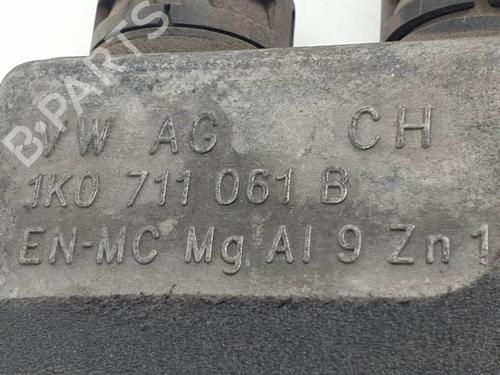 B-PARTS
VW AG CH
1K0 711 061 B
EN-MC Mg Al 9 Zn 1